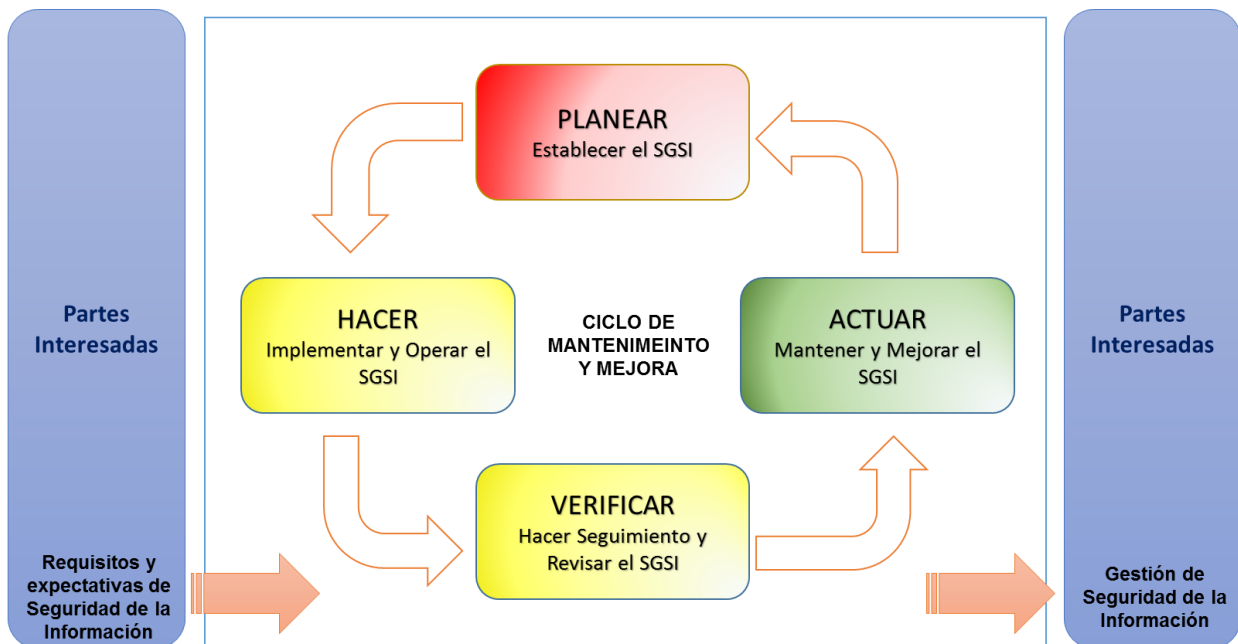 Partes
Interesadas
Requisitos y
expectativas de
Seguridad de la
Información
PLANEAR
Establecer el SGSI
HACER
Implementar y Operar el
SGSI
CICLO DE
MANTENIMEINTO
Y MEJORA
ACTUAR
Mantener y Mejorar el
SGSI
VERIFICAR
Hacer Seguimiento y
Revisar el SGSI
Partes
Interesadas
Gestión de
Seguridad de la
Información